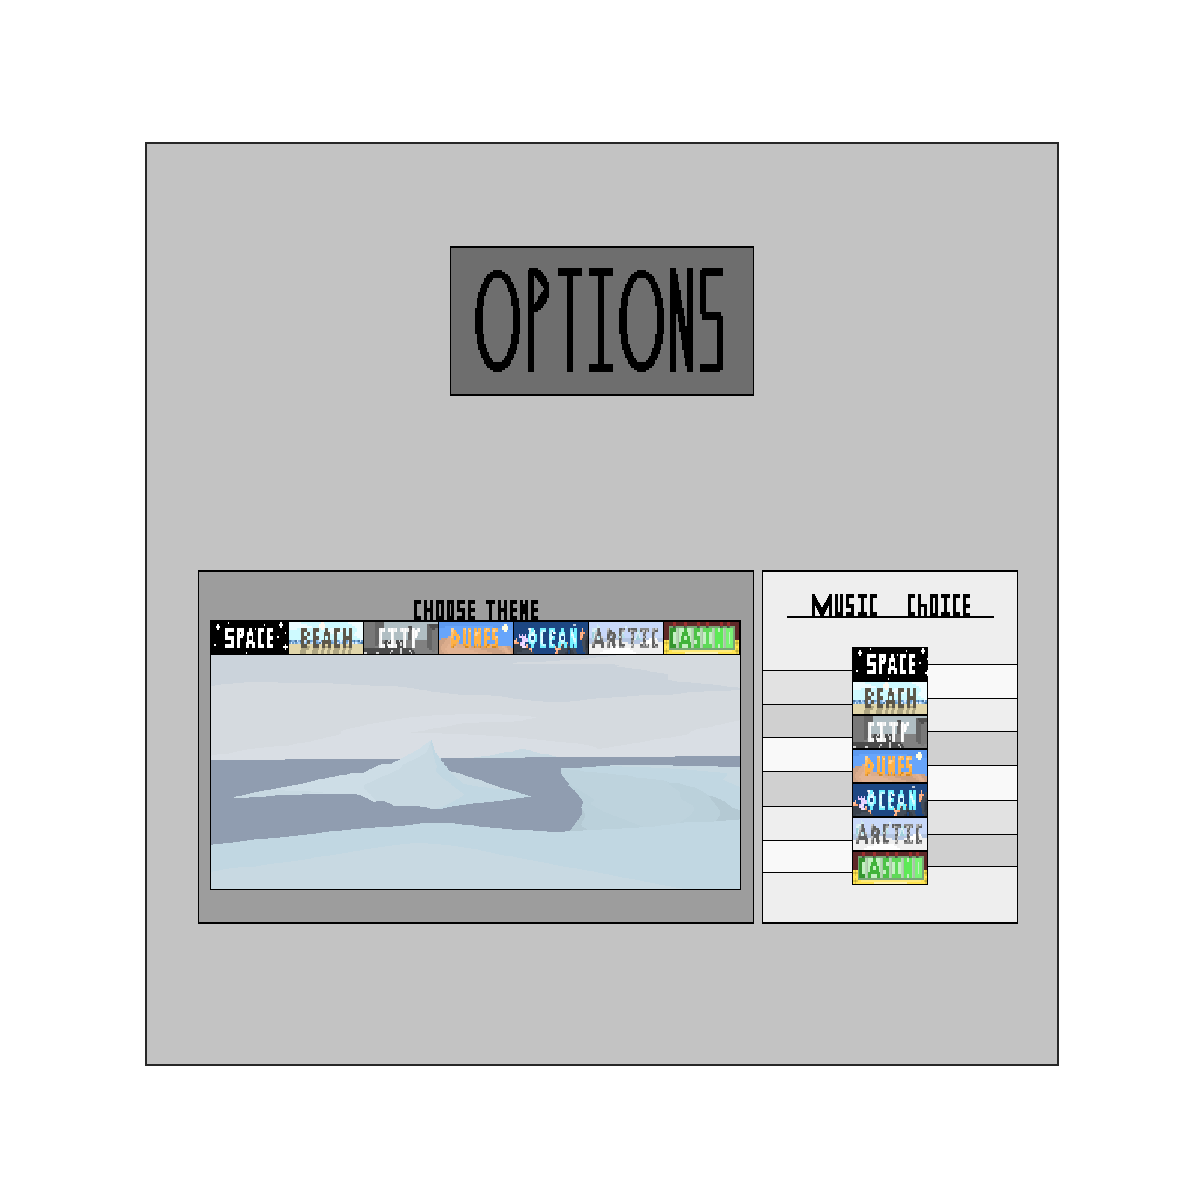 OPTIONS
CHOOSE THEME
SPACE BEACH CITY DUNES OCEAN ARCTIC CASINO
MUSIC ChOICE
SPACE
BEACH
CITY
DUNES
OCEAN
ARCTIC
CASINO